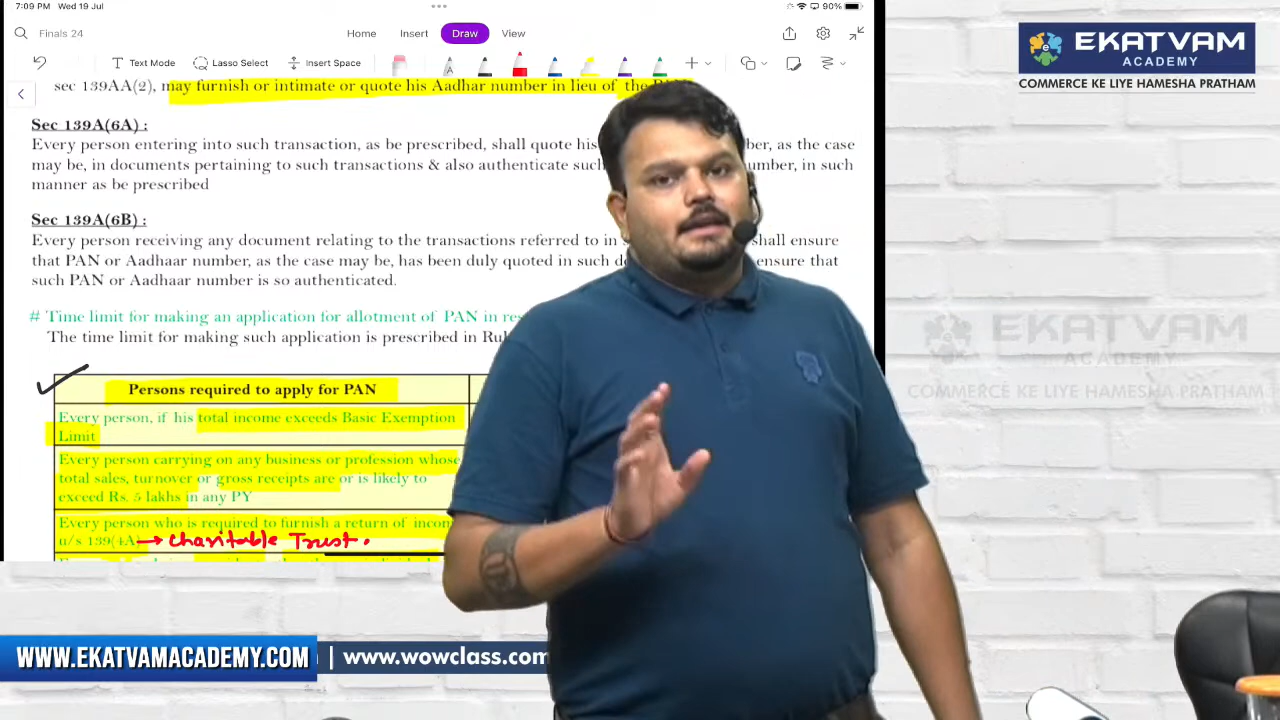 7:09 PM Wed 19 Jul
90%
Finals 24
Home
Insert
Draw
View
Text Mode
Lasso Select
Insert Space
sec 139AA(2), may furnish or intimate or quote his Aadhar number in lieu of the
Sec 139A(6A) :
Every person entering into such transaction, as be prescribed, shall quote his as the case
may be, in documents pertaining to such transactions & also authenticate such in such
manner as be prescribed
Sec 139A(6B) :
Every person receiving any document relating to the transactions referred to in shall ensure
that PAN or Aadhaar number, as the case may be, has been duly quoted in such ensure that
such PAN or Aadhaar number is so authenticated.
# Time limit for making an application for allotment of PAN in
The time limit for making such application is prescribed in
Persons required to apply for PAN
Every person, if his total income exceeds Basic Exemption
Limit
Every person carrying on any business or profession whose
total sales, turnover or gross receipts are or is likely to
exceed Rs. 5 lakhs in any PY
Every person who is required to furnish a return of
u/s 139(4A) → Charitable Trust.
EKATVAM
ACADEMY
COMMERCE KE LIYE HAMESHA PRATHAM
EKATVAM
ACADEMY
COMMERCE KE LIYE HAMESHA PRATHAM
WWW.EKATVAMACADEMY.COM
| www.wowclass.com